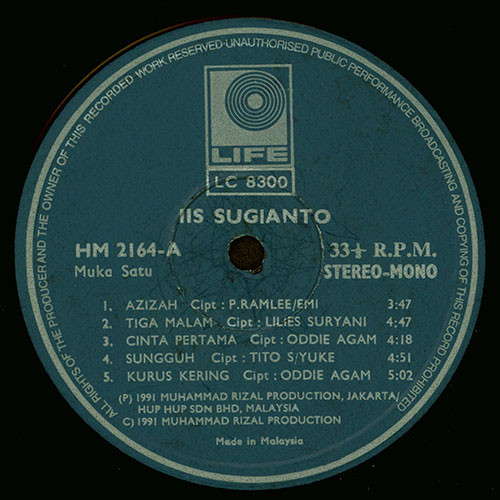 ALL RIGHTS OF THE PRODUCER AND THE OWNER OF THIS RECORDED WORK RESERVED·UNAUTHORISED PUBLIC PERFORMANCE BROADCASTING AND COPYING OF THIS RECORD PROHIBITED
LIFE
LC 8300
IIS SUGIANTO
HM 2164-A
33⅓ R.P.M.
Muka Satu
STEREO-MONO
1. AZIZAH Cipt : P.RAMLEE/EMI 3:47
2. TIGA MALAM Cipt : LILIES SURYANI 4:47
3. CINTA PERTAMA Cipt : ODDIE AGAM 4:18
4. SUNGGUH Cipt : TITO S/YUKE 4:51
5. KURUS KERING Cipt : ODDIE AGAM 5:02
(P) 1991 MUHAMMAD RIZAL PRODUCTION, JAKARTA/
HUP HUP SDN BHD, MALAYSIA
C) 1991 MUHAMMAD RIZAL PRODUCTION
Made in Malaysia